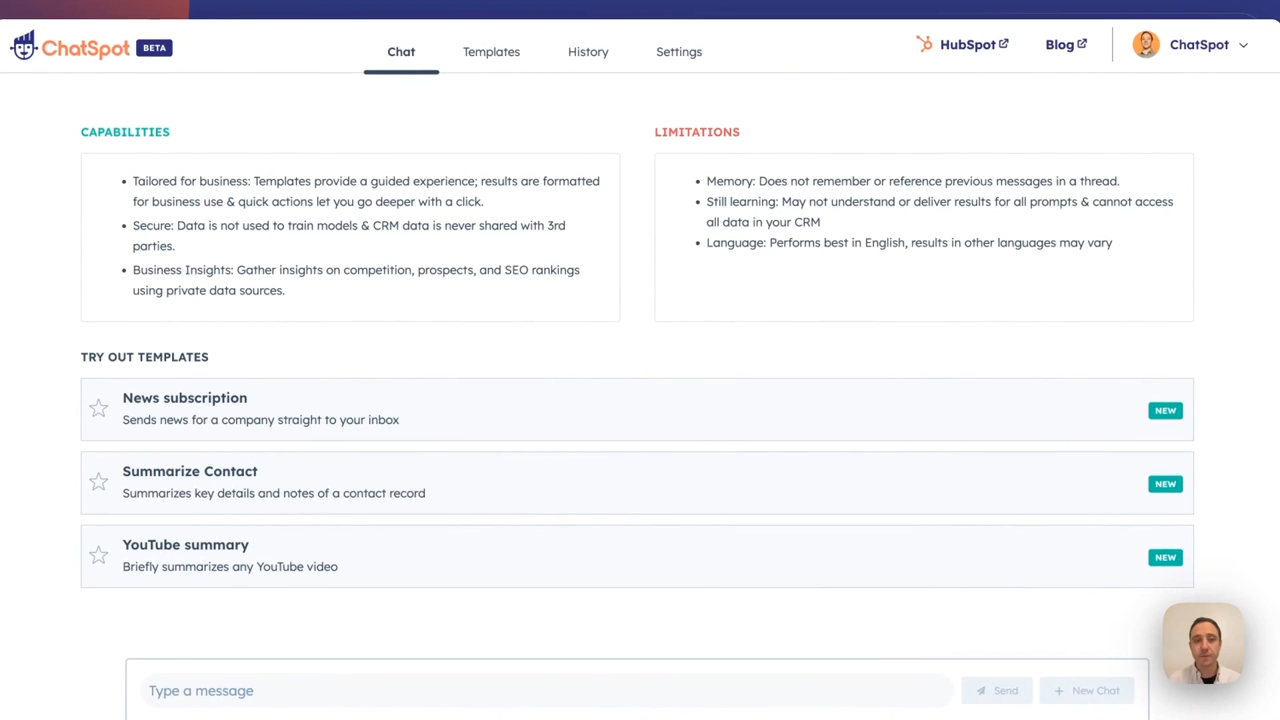 ChatSpot BETA
Chat
Templates
History
Settings
HubSpot
Blog
ChatSpot
CAPABILITIES
• Tailored for business: Templates provide a guided experience; results are formatted
for business use & quick actions let you go deeper with a click.
• Secure: Data is not used to train models & CRM data is never shared with 3rd
parties.
• Business Insights: Gather insights on competition, prospects, and SEO rankings
using private data sources.
LIMITATIONS
• Memory: Does not remember or reference previous messages in a thread.
• Still learning: May not understand or deliver results for all prompts & cannot access
all data in your CRM
• Language: Performs best in English, results in other languages may vary
TRY OUT TEMPLATES
News subscription
Sends news for a company straight to your inbox
NEW
Summarize Contact
Summarizes key details and notes of a contact record
NEW
YouTube summary
Briefly summarizes any YouTube video
NEW
Type a message
Send
+ New Chat